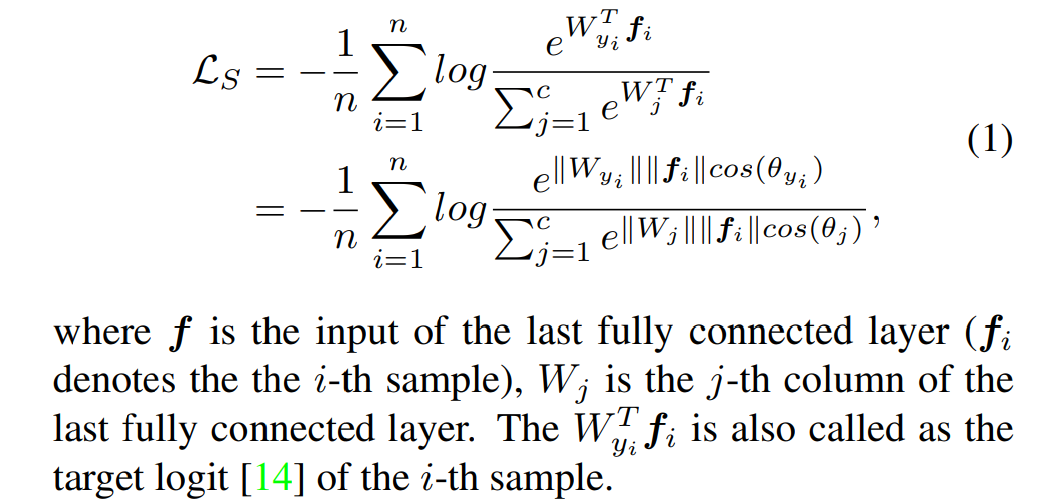 $\mathcal{L}_S = -\frac{1}{n} \sum_{i=1}^{n} log \frac{e^{W_{y_i}^T \boldsymbol{f}_i}}{\sum_{j=1}^{c} e^{W_j^T \boldsymbol{f}_i}}$
$= -\frac{1}{n} \sum_{i=1}^{n} log \frac{e^{\|W_{y_i}\| \|\boldsymbol{f}_i\| cos(\theta_{y_i})}}{\sum_{j=1}^{c} e^{\|W_j\| \|\boldsymbol{f}_i\| cos(\theta_j)}},$ (1)
where $\boldsymbol{f}$ is the input of the last fully connected layer ($\boldsymbol{f}_i$
denotes the the $i$-th sample), $W_j$ is the $j$-th column of the
last fully connected layer. The $W_{y_i}^T \boldsymbol{f}_i$ is also called as the
target logit [14] of the $i$-th sample.